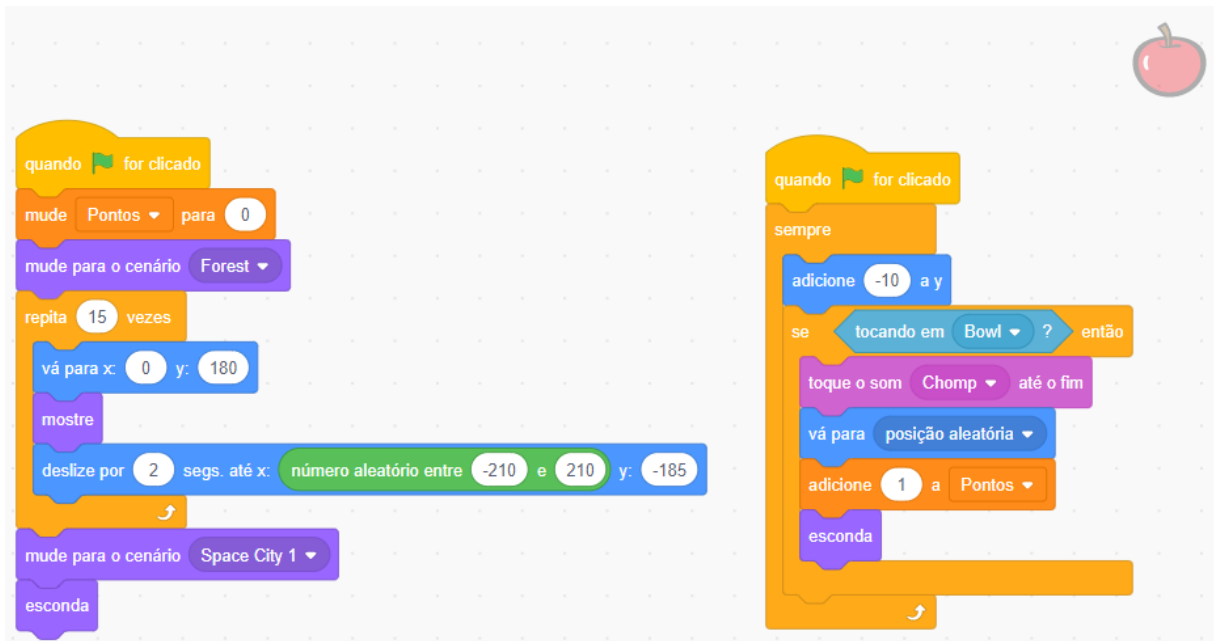 quando for clicado
mude Pontos para 0
mude para o cenário Forest
repita 15 vezes
vá para x: 0 y: 180
mostre
deslize por 2 segs. até x: número aleatório entre -210 e 210 y: -185
mude para o cenário Space City 1
esconda
quando for clicado
sempre
adicione -10 a y
se tocando em Bowl ? então
toque o som Chomp até o fim
vá para posição aleatória
adicione 1 a Pontos
esconda